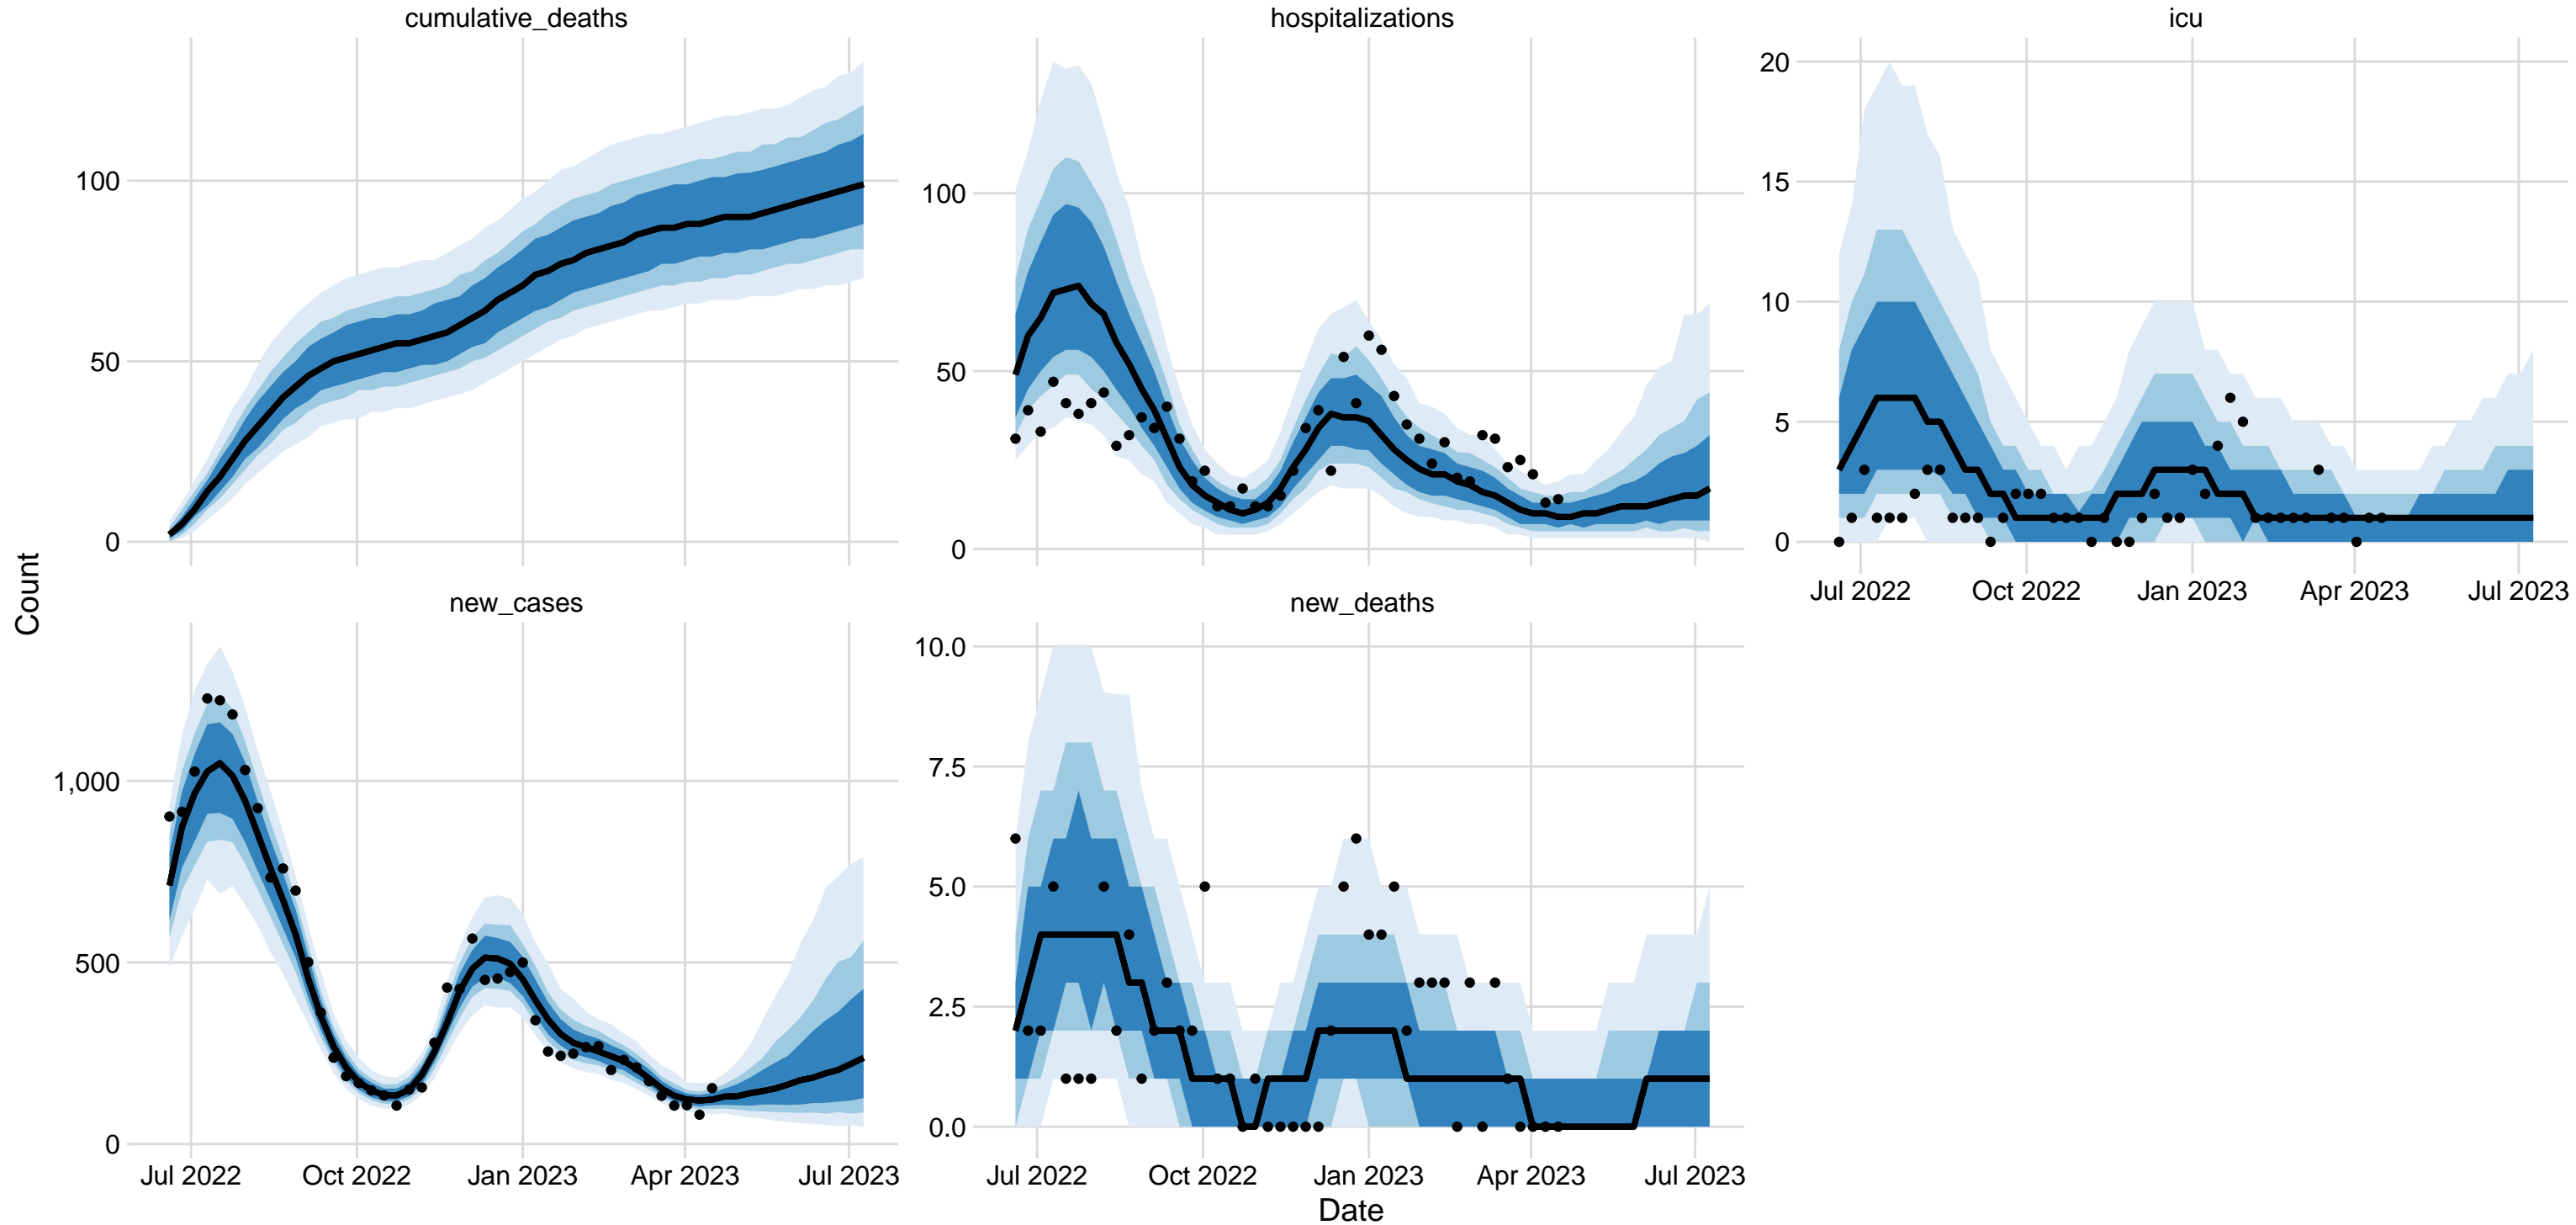 cumulative_deaths
hospitalizations
icu
100
50
0
100
50
0
20
15
10
5
0
Jul 2022 Oct 2022 Jan 2023 Apr 2023 Jul 2023
Count
new_cases
new_deaths
1,000
500
0
10.0
7.5
5.0
2.5
0.0
Jul 2022 Oct 2022 Jan 2023 Apr 2023 Jul 2023
Jul 2022 Oct 2022 Jan 2023 Apr 2023 Jul 2023
Date